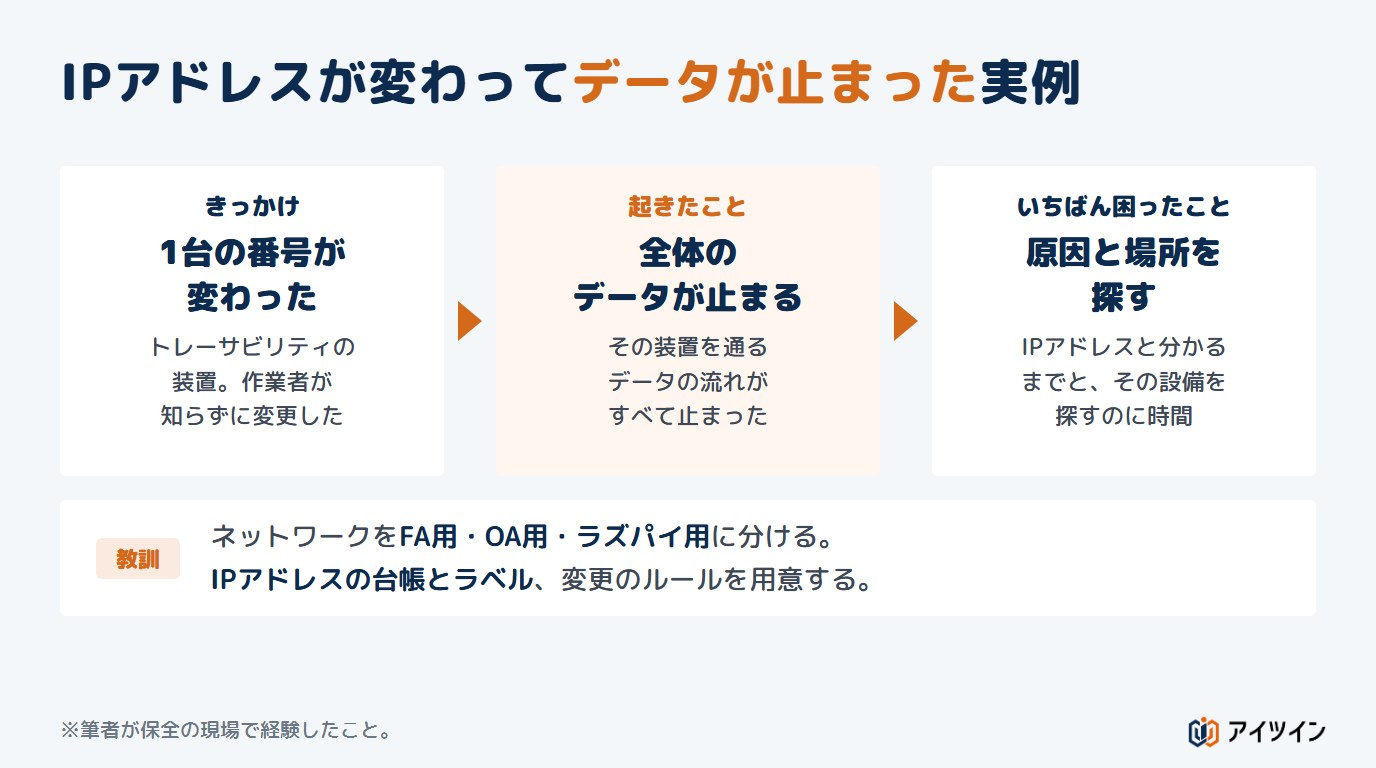 IPアドレスが変わってデータが止まった実例
きっかけ
1台の番号が
変わった
トレーサビリティの
装置。作業者が
知らずに変更した
起きたこと
全体の
データが止まる
その装置を通る
データの流れが
すべて止まった
いちばん困ったこと
原因と場所を
探す
IPアドレスと分かる
までと、その設備を
探すのに時間
教訓
ネットワークをFA用・OA用・ラズパイ用に分ける。
IPアドレスの台帳とラベル、変更のルールを用意する。
※筆者が保全の現場で経験したこと。
アイツイン